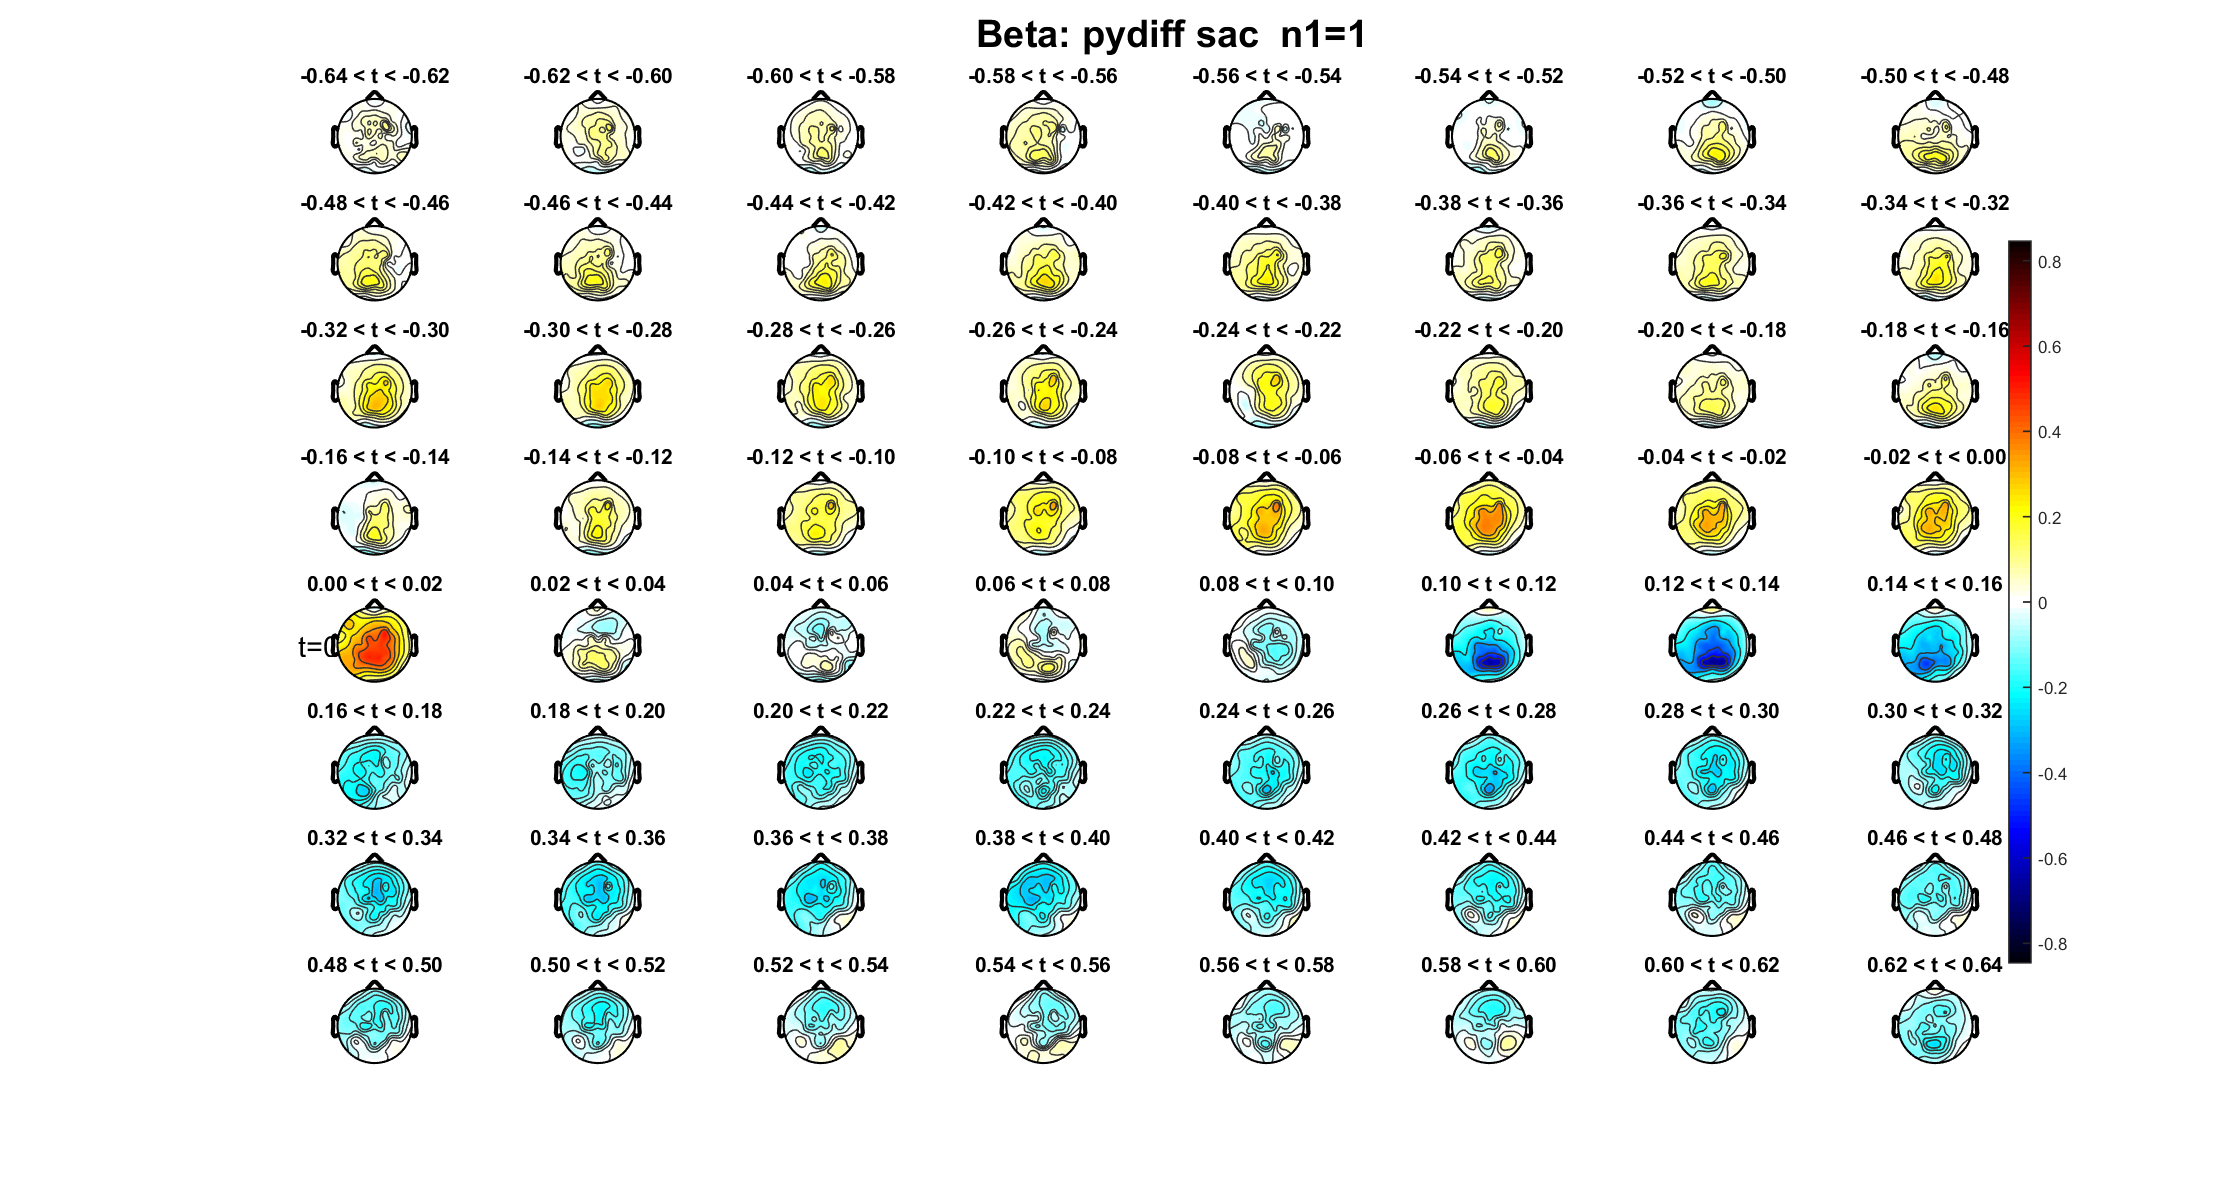 Beta: pydiff sac  n1=1
-0.64 < t < -0.62 -0.62 < t < -0.60 -0.60 < t < -0.58 -0.58 < t < -0.56 -0.56 < t < -0.54 -0.54 < t < -0.52 -0.52 < t < -0.50 -0.50 < t < -0.48
-0.48 < t < -0.46 -0.46 < t < -0.44 -0.44 < t < -0.42 -0.42 < t < -0.40 -0.40 < t < -0.38 -0.38 < t < -0.36 -0.36 < t < -0.34 -0.34 < t < -0.32
-0.32 < t < -0.30 -0.30 < t < -0.28 -0.28 < t < -0.26 -0.26 < t < -0.24 -0.24 < t < -0.22 -0.22 < t < -0.20 -0.20 < t < -0.18 -0.18 < t < -0.16
-0.16 < t < -0.14 -0.14 < t < -0.12 -0.12 < t < -0.10 -0.10 < t < -0.08 -0.08 < t < -0.06 -0.06 < t < -0.04 -0.04 < t < -0.02 -0.02 < t < 0.00
0.00 < t < 0.02 0.02 < t < 0.04 0.04 < t < 0.06 0.06 < t < 0.08 0.08 < t < 0.10 0.10 < t < 0.12 0.12 < t < 0.14 0.14 < t < 0.16
t=0
0.16 < t < 0.18 0.18 < t < 0.20 0.20 < t < 0.22 0.22 < t < 0.24 0.24 < t < 0.26 0.26 < t < 0.28 0.28 < t < 0.30 0.30 < t < 0.32
0.32 < t < 0.34 0.34 < t < 0.36 0.36 < t < 0.38 0.38 < t < 0.40 0.40 < t < 0.42 0.42 < t < 0.44 0.44 < t < 0.46 0.46 < t < 0.48
0.48 < t < 0.50 0.50 < t < 0.52 0.52 < t < 0.54 0.54 < t < 0.56 0.56 < t < 0.58 0.58 < t < 0.60 0.60 < t < 0.62 0.62 < t < 0.64
0.8
0.6
0.4
0.2
0
-0.2
-0.4
-0.6
-0.8